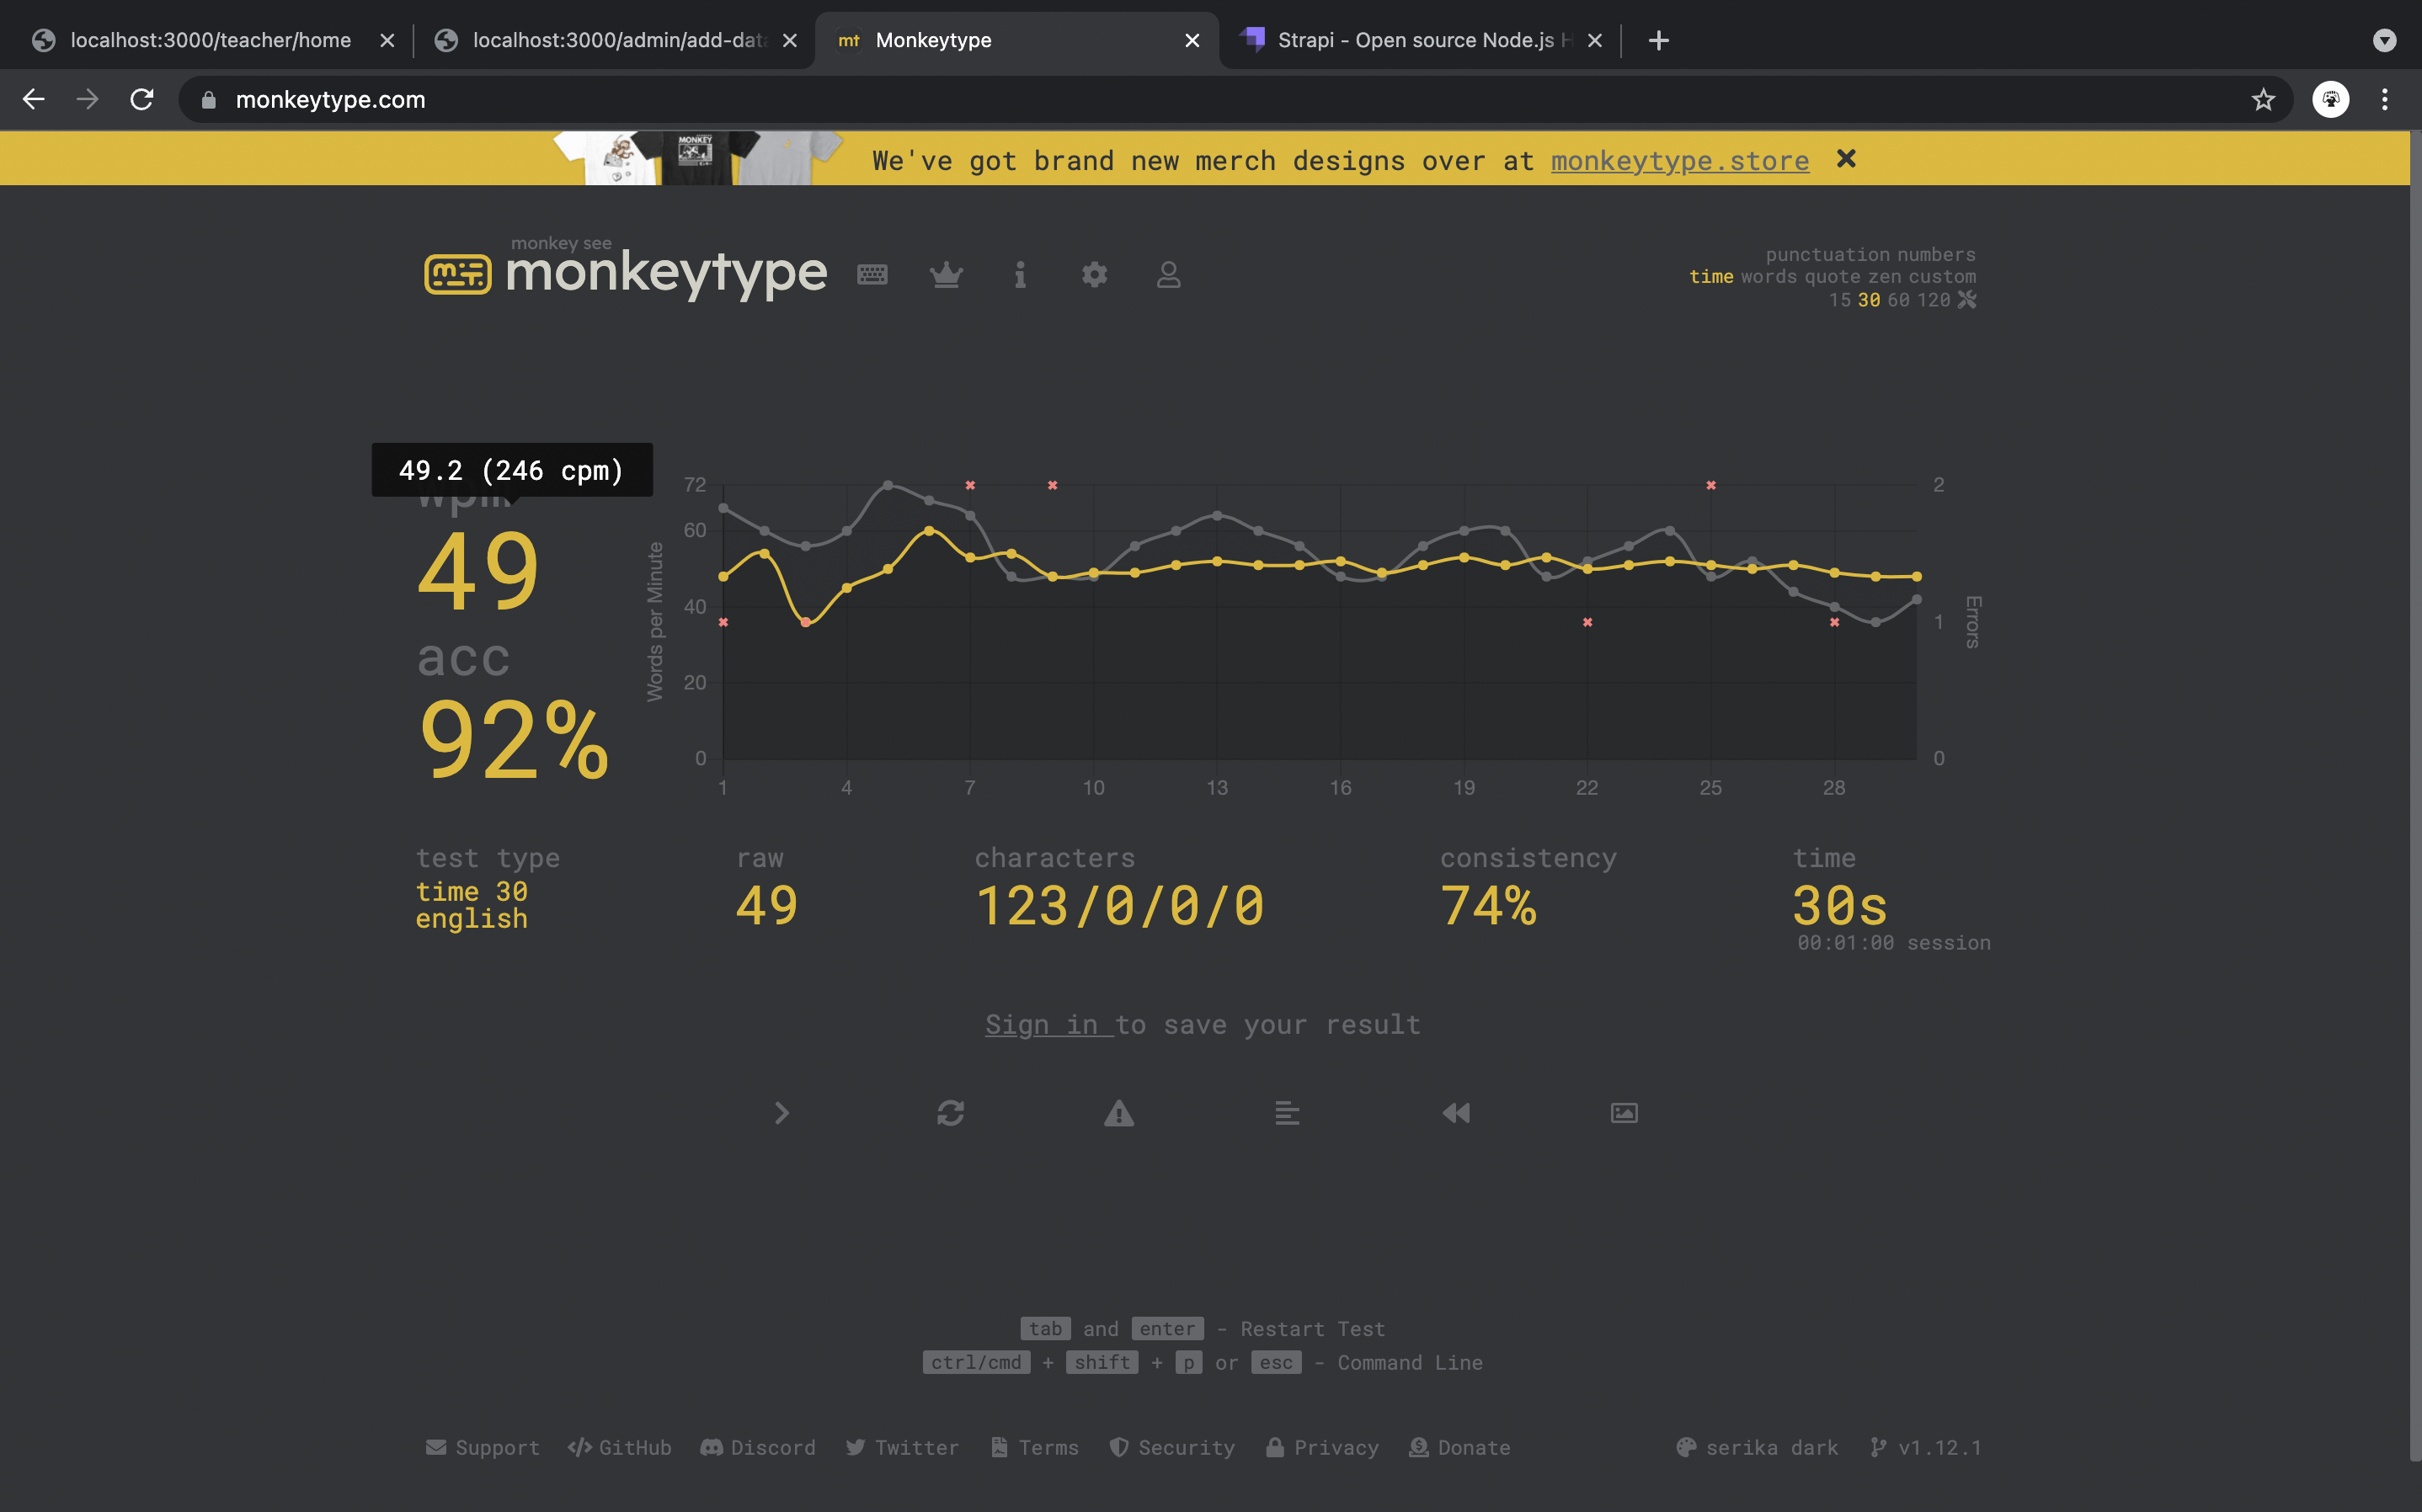 localhost:3000/teacher/home
localhost:3000/admin/add-data
mt Monkeytype
Strapi - Open source Node.js H
monkeytype.com
MONKEY
We've got brand new merch designs over at monkeytype.store
monkey see
monkeytype
punctuation numbers
time words quote zen custom
15 30 60 120
49.2 (246 cpm)
wpm
49
acc
92%
Words per Minute
72
60
40
20
0
1 4 7 10 13 16 19 22 25 28
2
1
0
Errors
test type
time 30
english
raw
49
characters
123/0/0/0
consistency
74%
time
30s
00:01:00 session
Sign in to save your result
tab and enter - Restart Test
ctrl/cmd + shift + p or esc - Command Line
Support GitHub Discord Twitter Terms Security Privacy Donate serika dark v1.12.1